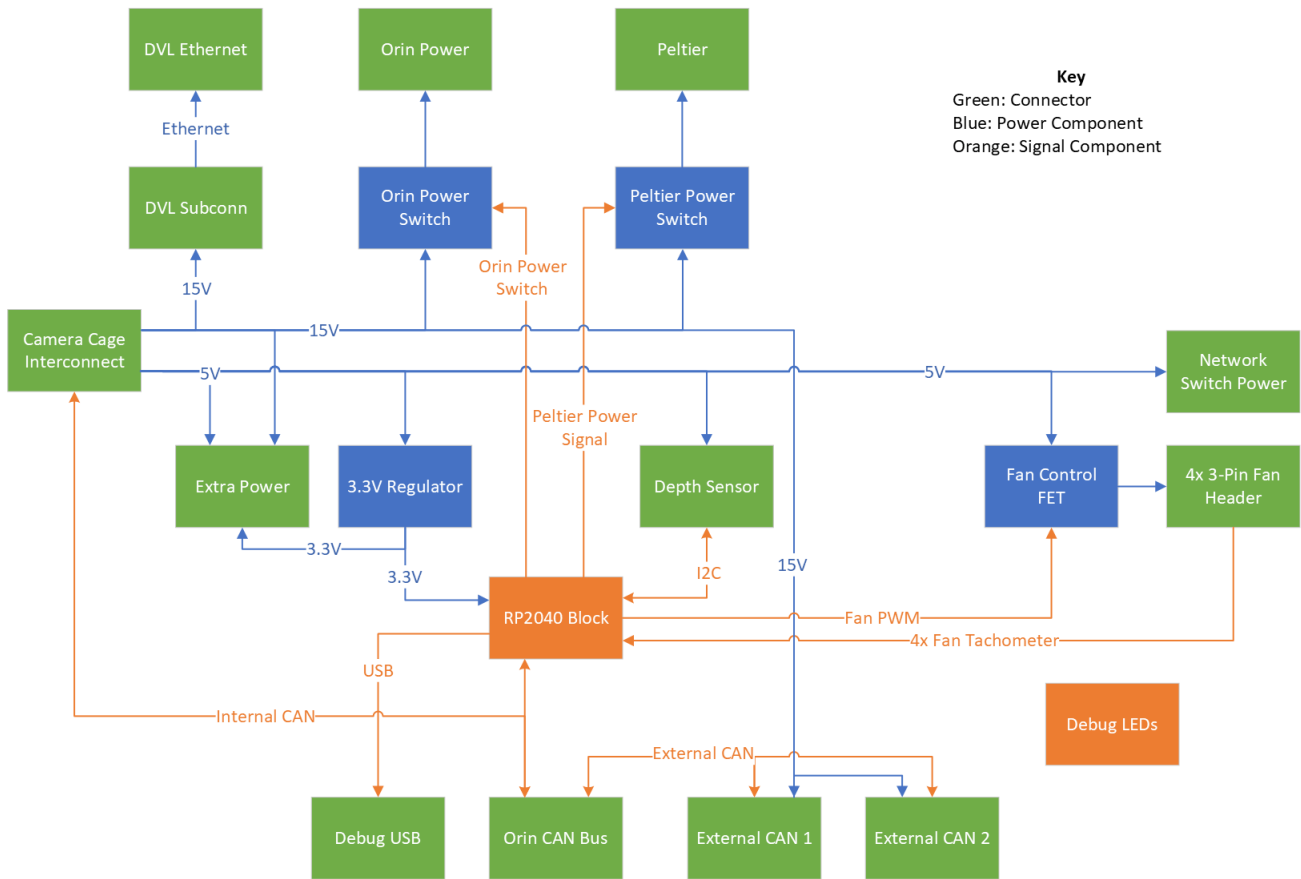 DVL Ethernet
Orin Power
Peltier
Key
Green: Connector
Blue: Power Component
Orange: Signal Component
Ethernet
DVL Subconn
Orin Power
Switch
Peltier Power
Switch
Orin Power
Switch
15V
Camera Cage
Interconnect
15V
5V
5V
Network
Switch Power
Peltier Power
Signal
Extra Power
3.3V Regulator
Depth Sensor
Fan Control
FET
4x 3-Pin Fan
Header
3.3V
3.3V
I2C
15V
RP2040 Block
Fan PWM
4x Fan Tachometer
USB
Internal CAN
External CAN
Debug LEDs
Debug USB
Orin CAN Bus
External CAN 1
External CAN 2